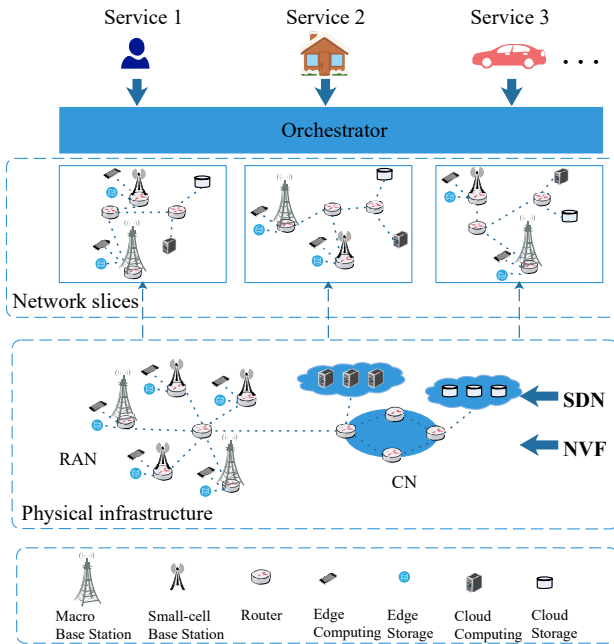 Service 1 Service 2 Service 3
. . .
Orchestrator
Network slices
SDN
NVF
RAN
CN
Physical infrastructure
Macro Base Station
Small-cell Base Station
Router
Edge Computing
Edge Storage
Cloud Computing
Cloud Storage